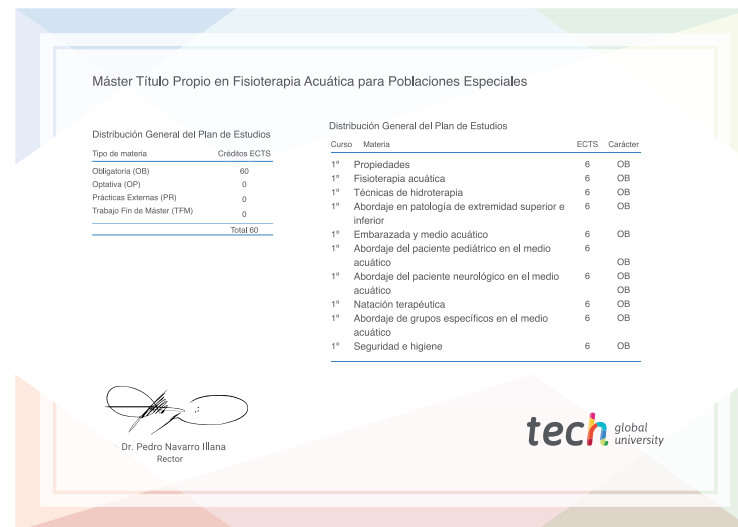 Máster Título Propio en Fisioterapia Acuática para Poblaciones Especiales
Distribución General del Plan de Estudios
Tipo de materia Créditos ECTS
Obligatoria (OB) 60
Optativa (OP) 0
Prácticas Externas (PR) 0
Trabajo Fin de Máster (TFM) 0
Total 60
Distribución General del Plan de Estudios
Curso Materia ECTS Carácter
1º Propiedades 6 OB
1º Fisioterapia acuática 6 OB
1º Técnicas de hidroterapia 6 OB
1º Abordaje en patología de extremidad superior e 6 OB
inferior
1º Embarazada y medio acuático 6 OB
1º Abordaje del paciente pediátrico en el medio 6
acuático OB
1º Abordaje del paciente neurológico en el medio 6 OB
acuático OB
1º Natación terapéutica 6 OB
1º Abordaje de grupos específicos en el medio 6 OB
acuático
1º Seguridad e higiene 6 OB
Dr. Pedro Navarro Illana
Rector
tech global
university